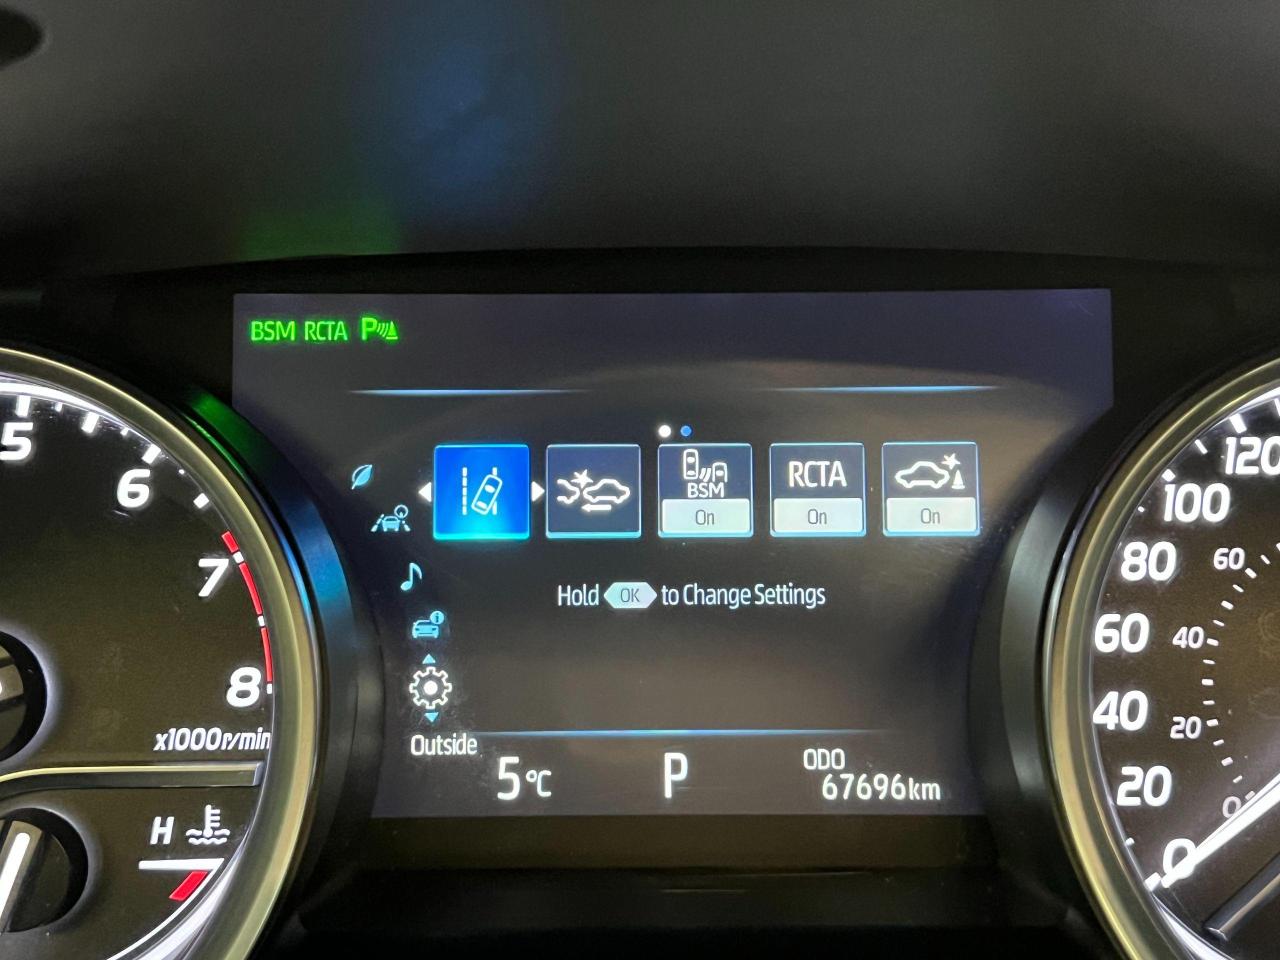 BSM RCTA P
BSM
On
RCTA
On
On
Hold OK to Change Settings
Outside
5°C
P
ODO
67696km
5
6
7
8
x1000r/min
H
120
100
80
60
40
20
0
60
40
20
0